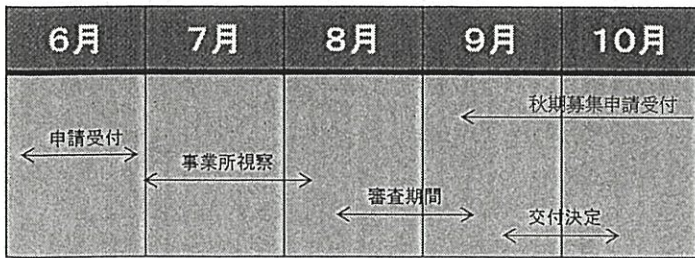 6月 7月 8月 9月 10月
秋期募集申請受付
申請受付
事業所視察
審査期間
交付決定